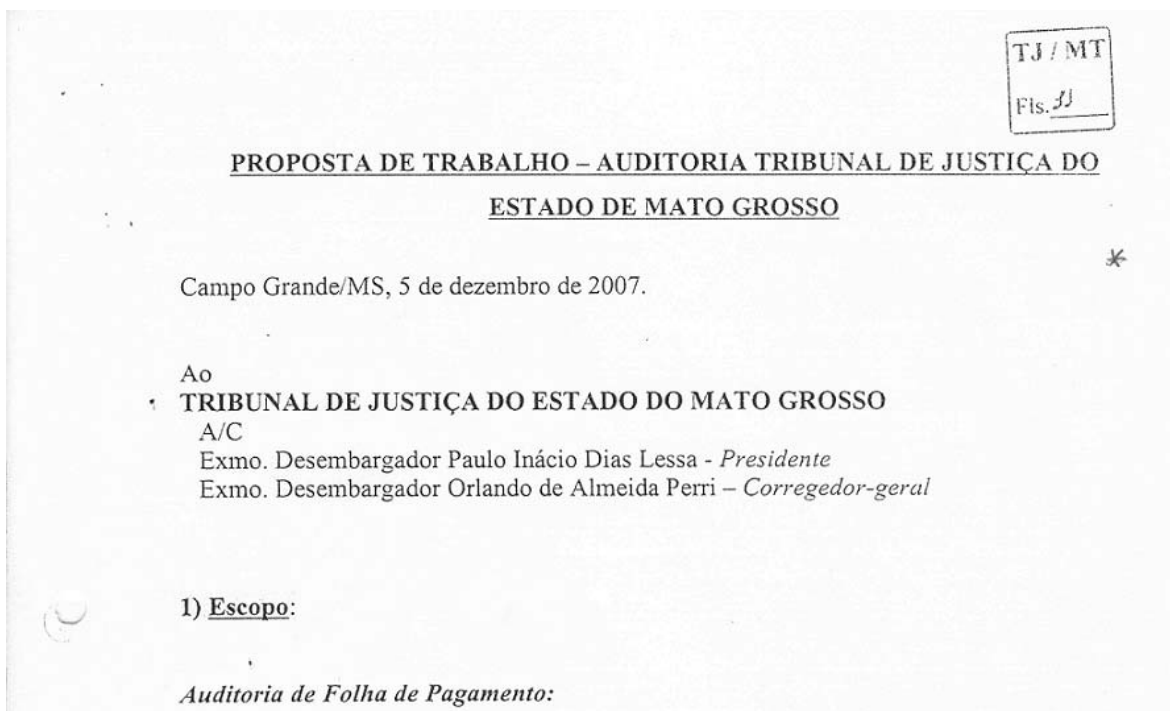 TJ / MT
Fls.
PROPOSTA DE TRABALHO – AUDITORIA TRIBUNAL DE JUSTIÇA DO
ESTADO DE MATO GROSSO
Campo Grande/MS, 5 de dezembro de 2007.
Ao
TRIBUNAL DE JUSTIÇA DO ESTADO DO MATO GROSSO
A/C
Exmo. Desembargador Paulo Inácio Dias Lessa - Presidente
Exmo. Desembargador Orlando de Almeida Perri – Corregedor-geral
1) Escopo:
Auditoria de Folha de Pagamento: